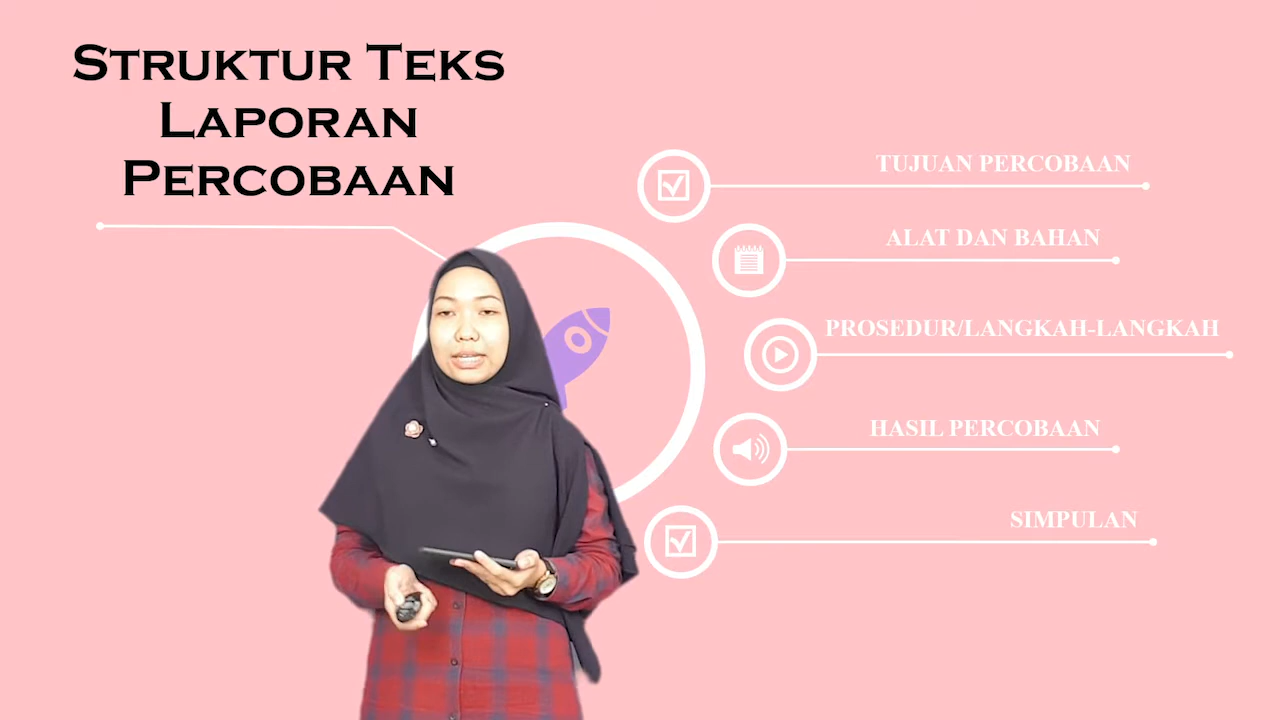 STRUKTUR TEKS
LAPORAN
PERCOBAAN
TUJUAN PERCOBAAN
ALAT DAN BAHAN
PROSEDUR/LANGKAH-LANGKAH
HASIL PERCOBAAN
SIMPULAN